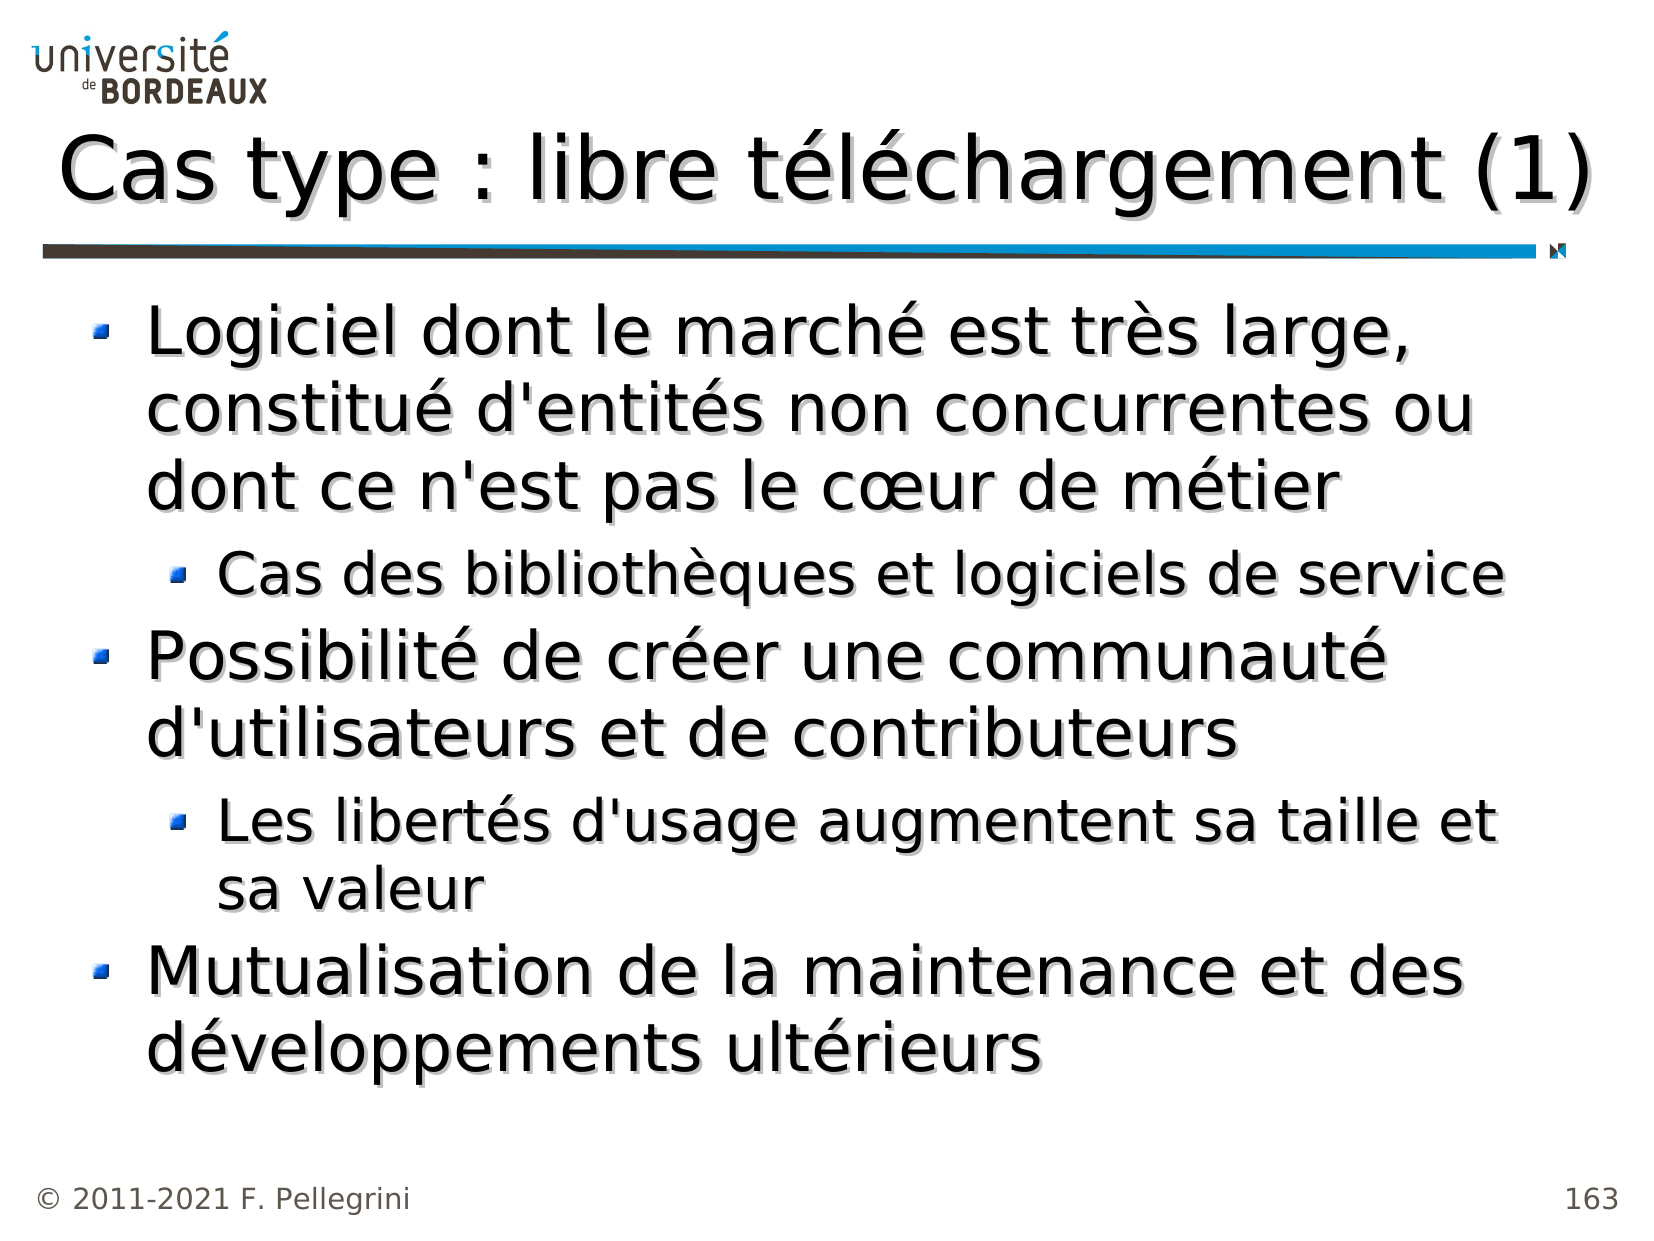 université
de BORDEAUX
Cas type : libre téléchargement (1)
Logiciel dont le marché est très large,
constitué d'entités non concurrentes ou
dont ce n'est pas le cœur de métier
Cas des bibliothèques et logiciels de service
Possibilité de créer une communauté
d'utilisateurs et de contributeurs
Les libertés d'usage augmentent sa taille et
sa valeur
Mutualisation de la maintenance et des
développements ultérieurs
© 2011-2021 F. Pellegrini
163